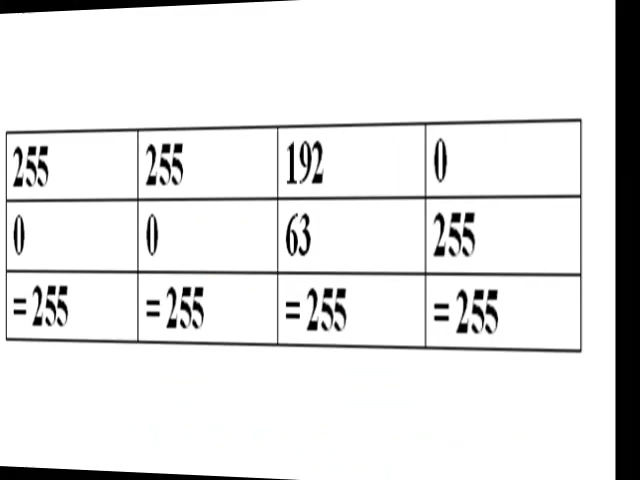 255 255 192 0
0 0 63 255
= 255 = 255 = 255 = 255